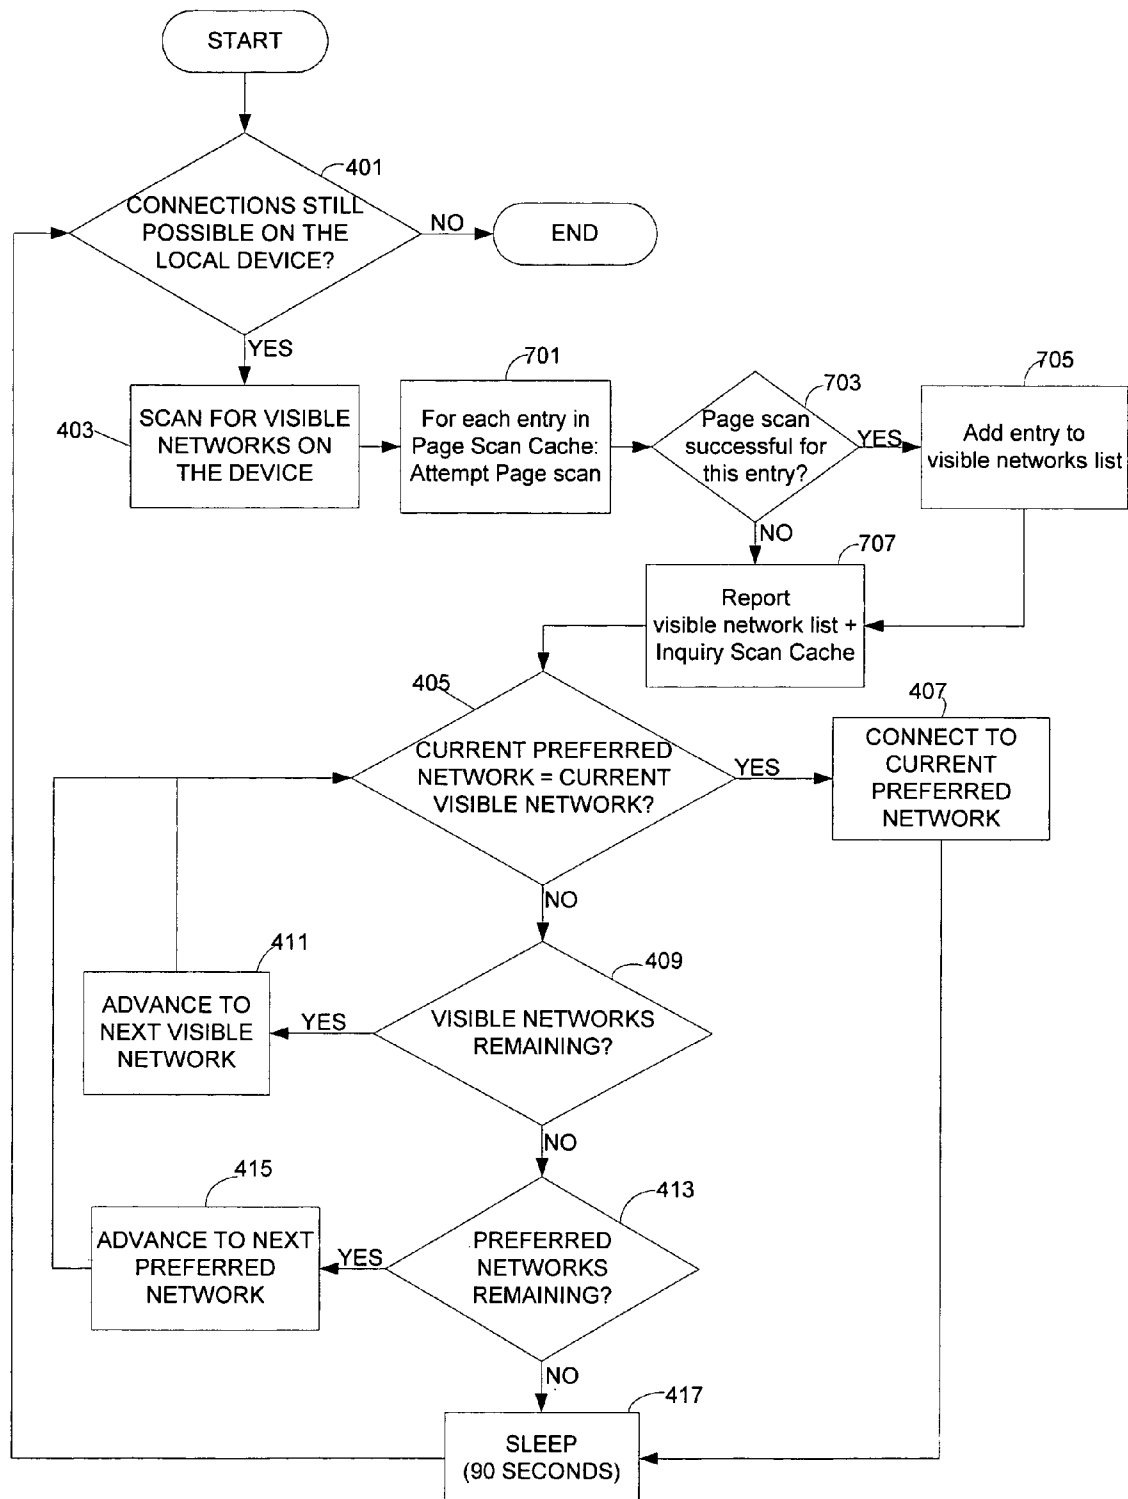 START
401
CONNECTIONS STILL
POSSIBLE ON THE
LOCAL DEVICE?
NO
END
YES
403
SCAN FOR VISIBLE
NETWORKS ON
THE DEVICE
701
For each entry in
Page Scan Cache:
Attempt Page scan
703
Page scan
successful for
this entry?
YES
705
Add entry to
visible networks list
NO
707
Report
visible network list +
Inquiry Scan Cache
405
CURRENT PREFERRED
NETWORK = CURRENT
VISIBLE NETWORK?
YES
407
CONNECT TO
CURRENT
PREFERRED
NETWORK
NO
409
VISIBLE NETWORKS
REMAINING?
YES
411
ADVANCE TO
NEXT VISIBLE
NETWORK
NO
413
PREFERRED
NETWORKS
REMAINING?
YES
415
ADVANCE TO NEXT
PREFERRED
NETWORK
NO
417
SLEEP
(90 SECONDS)